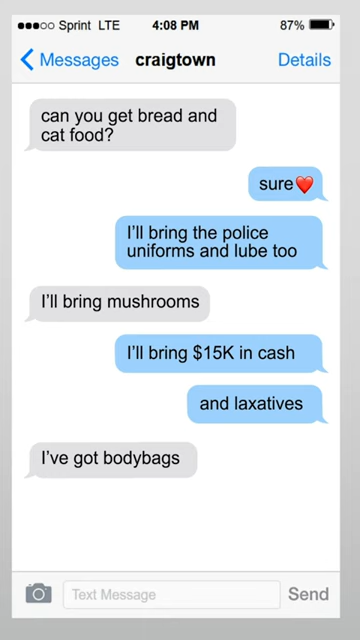 Sprint LTE 4:08 PM 87%
Messages craigtown Details
can you get bread and
cat food?
sure❤️
I'll bring the police
uniforms and lube too
I'll bring mushrooms
I'll bring $15K in cash
and laxatives
I've got bodybags
Text Message Send